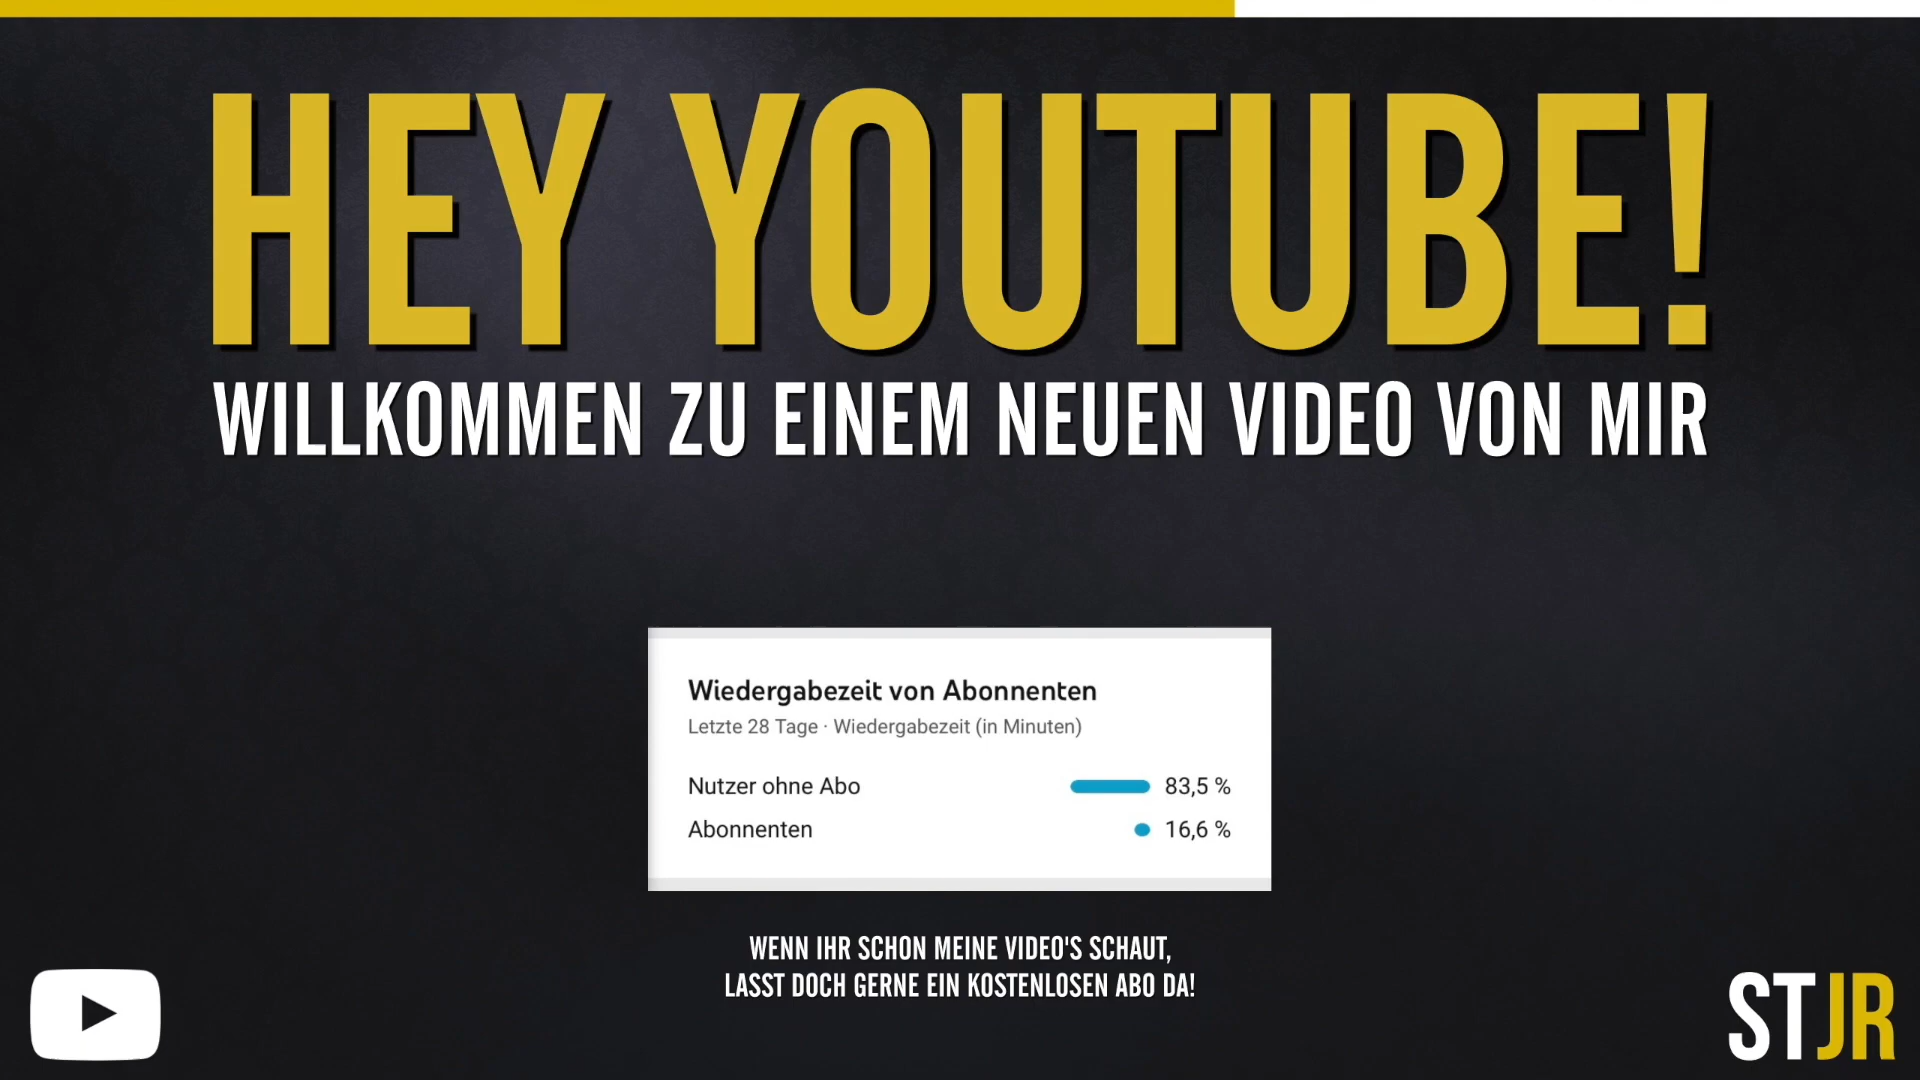 HEY YOUTUBE!
WILLKOMMEN ZU EINEM NEUEN VIDEO VON MIR
Wiedergabezeit von Abonnenten
Letzte 28 Tage · Wiedergabezeit (in Minuten)
Nutzer ohne Abo 83,5 %
Abonnenten 16,6 %
WENN IHR SCHON MEINE VIDEO'S SCHAUT,
LASST DOCH GERNE EIN KOSTENLOSEN ABO DA!
STJR